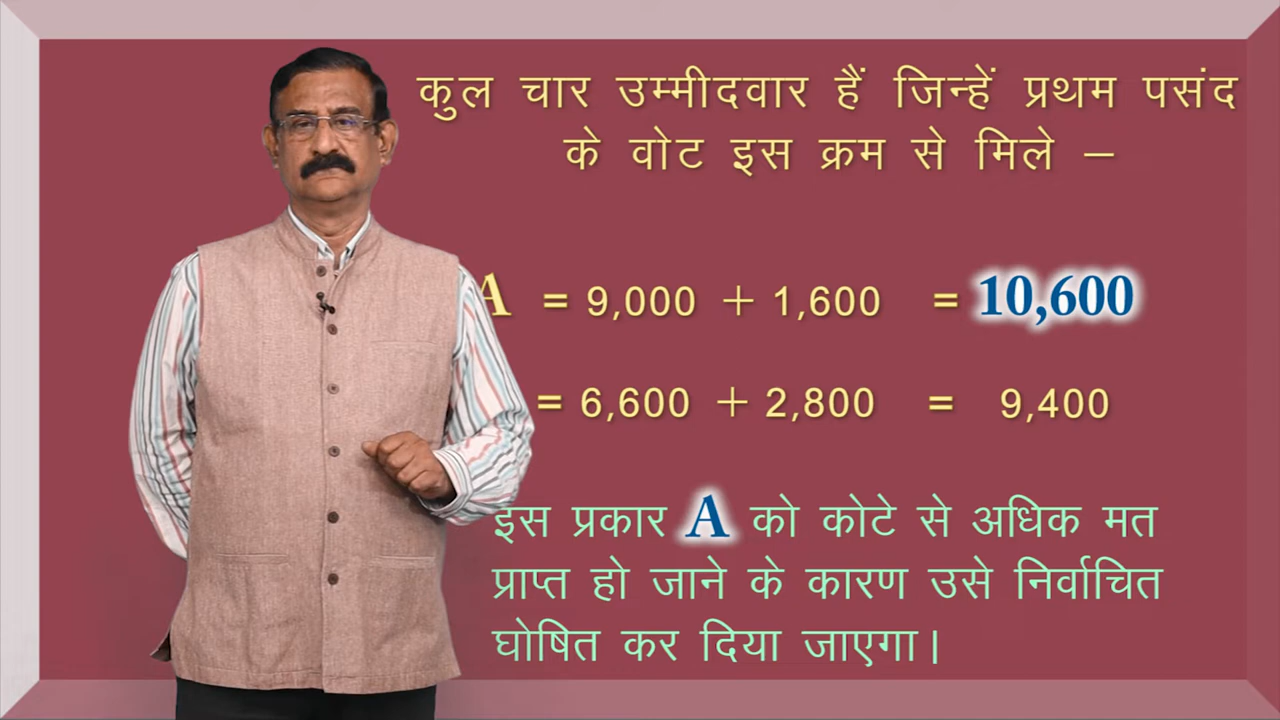 कुल चार उम्मीदवार हैं जिन्हें प्रथम पसंद
के वोट इस क्रम से मिले –
A = 9,000 + 1,600 = 10,600
= 6,600 + 2,800 = 9,400
इस प्रकार A को कोटे से अधिक मत
प्राप्त हो जाने के कारण उसे निर्वाचित
घोषित कर दिया जाएगा।